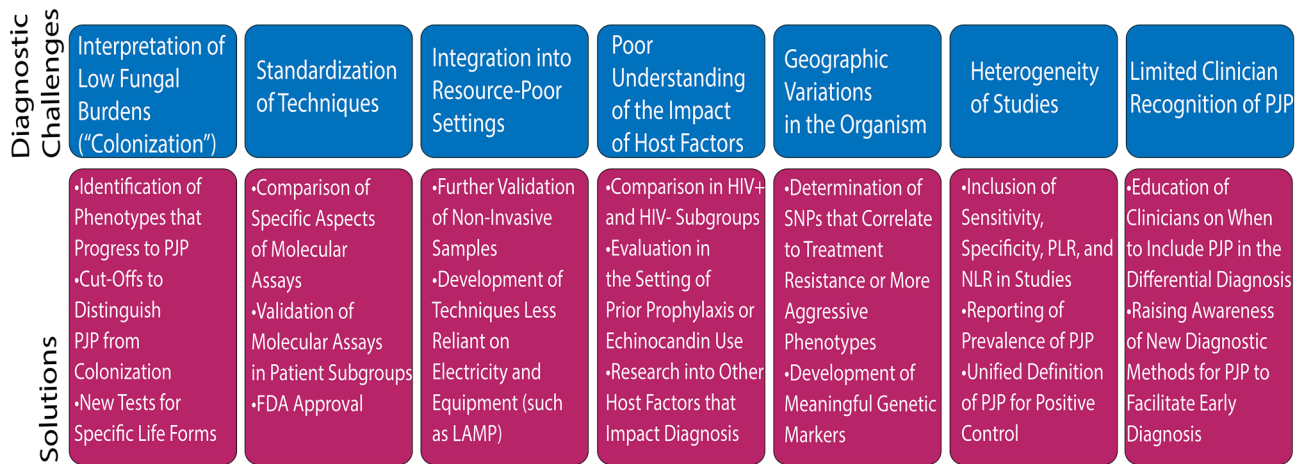 Diagnostic
Challenges
Interpretation of
Low Fungal
Burdens
(“Colonization”)
Standardization
of Techniques
Integration into
Resource-Poor
Settings
Poor
Understanding
of the Impact
of Host Factors
Geographic
Variations
in the Organism
Heterogeneity
of Studies
Limited Clinician
Recognition of PJP
Solutions
•Identification of
Phenotypes that
Progress to PJP
•Cut-Offs to
Distinguish
PJP from
Colonization
•New Tests for
Specific Life Forms
•Comparison of
Specific Aspects
of Molecular
Assays
•Validation of
Molecular Assays
in Patient Subgroups
•FDA Approval
•Further Validation
of Non-Invasive
Samples
•Development of
Techniques Less
Reliant on
Electricity and
Equipment (such
as LAMP)
•Comparison in HIV+
and HIV- Subgroups
•Evaluation in
the Setting of
Prior Prophylaxis or
Echinocandin Use
•Research into Other
Host Factors that
Impact Diagnosis
•Determination of
SNPs that Correlate
to Treatment
Resistance or More
Aggressive
Phenotypes
•Development of
Meaningful Genetic
Markers
•Inclusion of
Sensitivity,
Specificity, PLR, and
NLR in Studies
•Reporting of
Prevalence of PJP
•Unified Definition
of PJP for Positive
Control
•Education of
Clinicians on When
to Include PJP in the
Differential Diagnosis
•Raising Awareness
of New Diagnostic
Methods for PJP to
Facilitate Early
Diagnosis